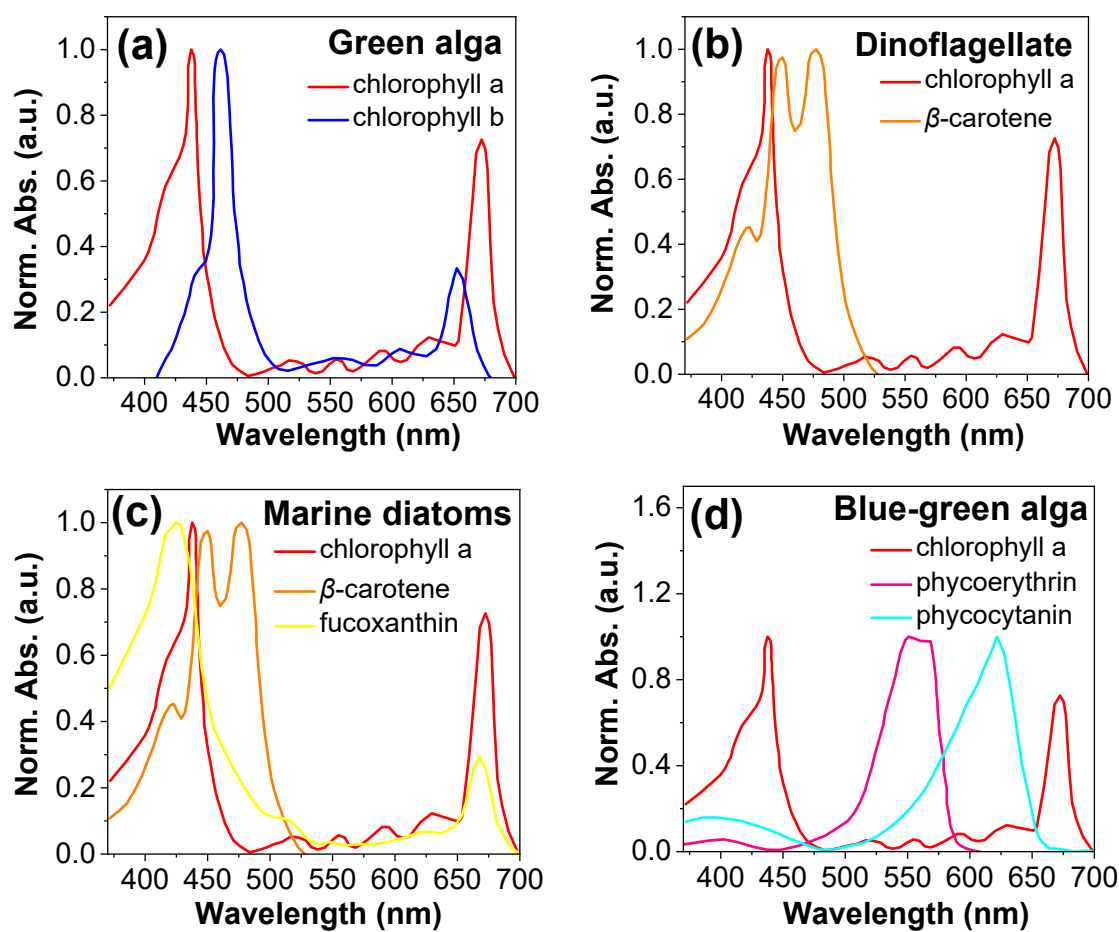 (a) Green alga
chlorophyll a
chlorophyll b
Norm. Abs. (a.u.)
1.0
0.8
0.6
0.4
0.2
0.0
400 450 500 550 600 650 700
Wavelength (nm)
(b) Dinoflagellate
chlorophyll a
β-carotene
Norm. Abs. (a.u.)
1.0
0.8
0.6
0.4
0.2
0.0
400 450 500 550 600 650 700
Wavelength (nm)
(c) Marine diatoms
chlorophyll a
β-carotene
fucoxanthin
Norm. Abs. (a.u.)
1.0
0.8
0.6
0.4
0.2
0.0
400 450 500 550 600 650 700
Wavelength (nm)
(d) Blue-green alga
chlorophyll a
phycoerythrin
phycocytanin
Norm. Abs. (a.u.)
1.6
1.2
0.8
0.4
0.0
400 450 500 550 600 650 700
Wavelength (nm)